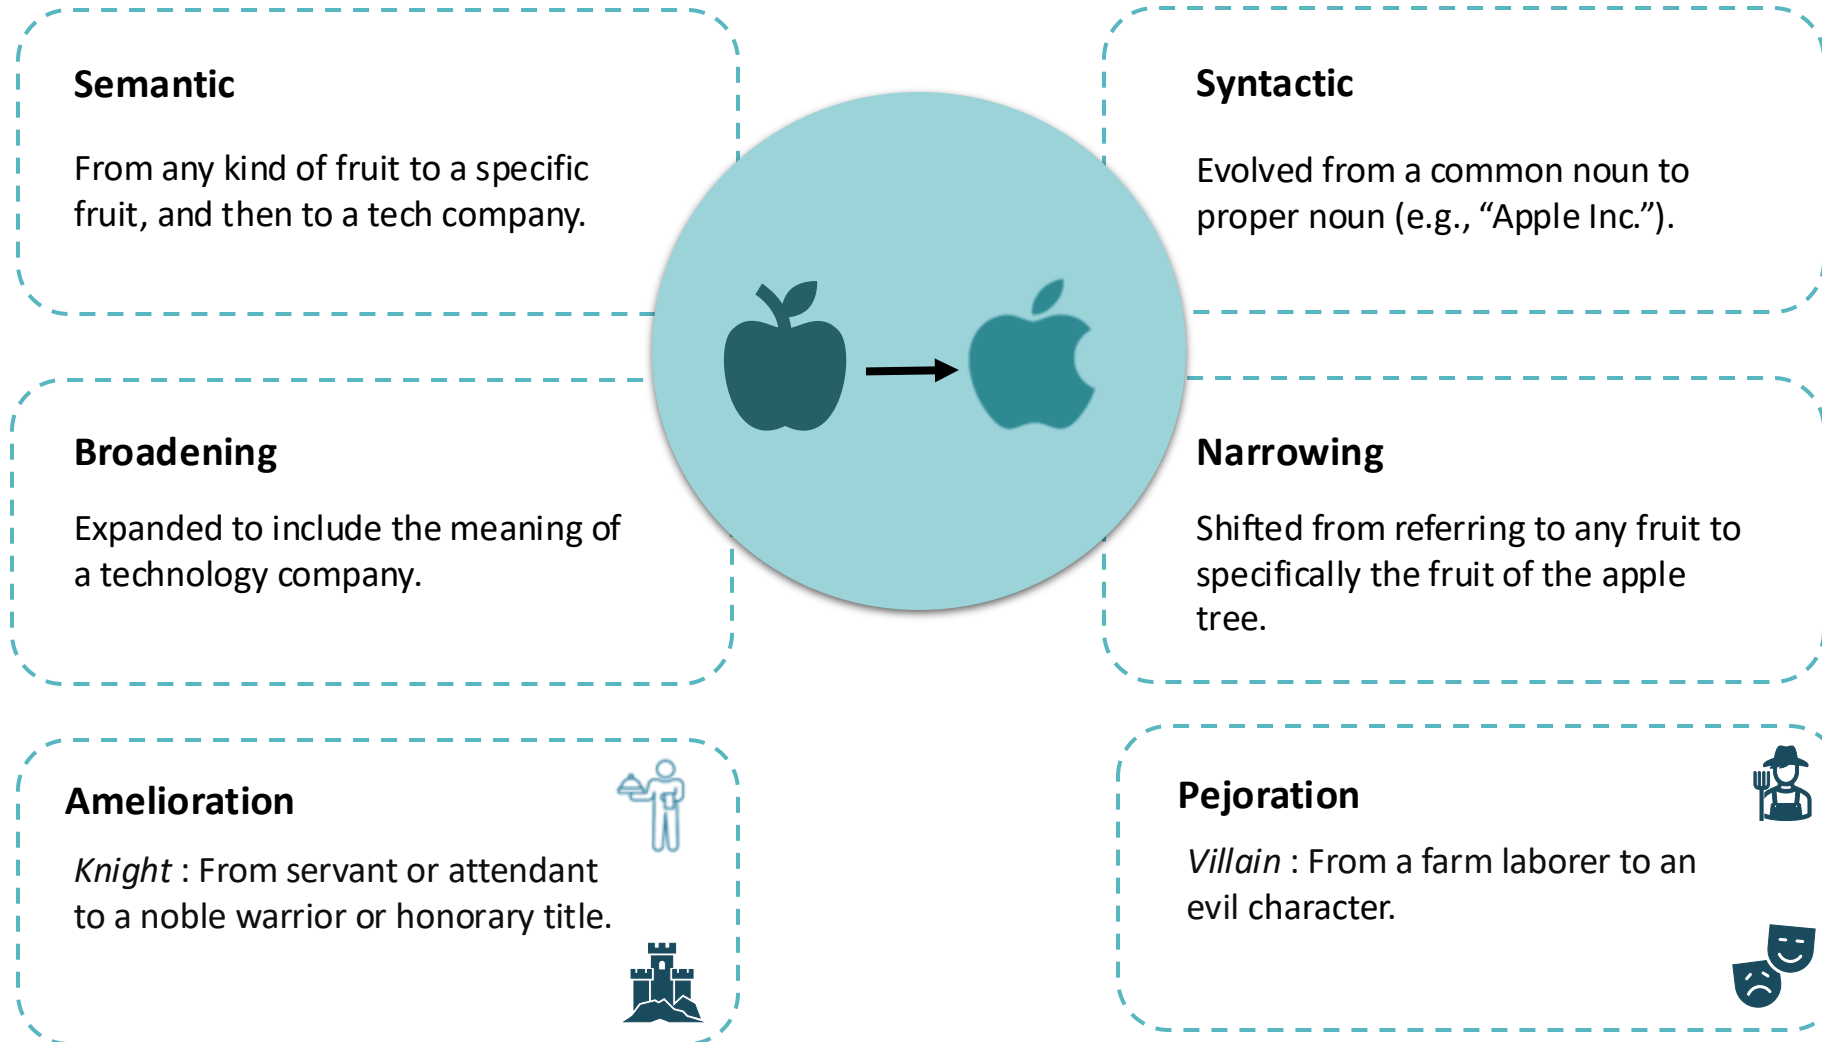 Semantic
From any kind of fruit to a specific
fruit, and then to a tech company.
Syntactic
Evolved from a common noun to
proper noun (e.g., “Apple Inc.”).
Broadening
Expanded to include the meaning of
a technology company.
Narrowing
Shifted from referring to any fruit to
specifically the fruit of the apple
tree.
Amelioration
Knight : From servant or attendant
to a noble warrior or honorary title.
Pejoration
Villain : From a farm laborer to an
evil character.